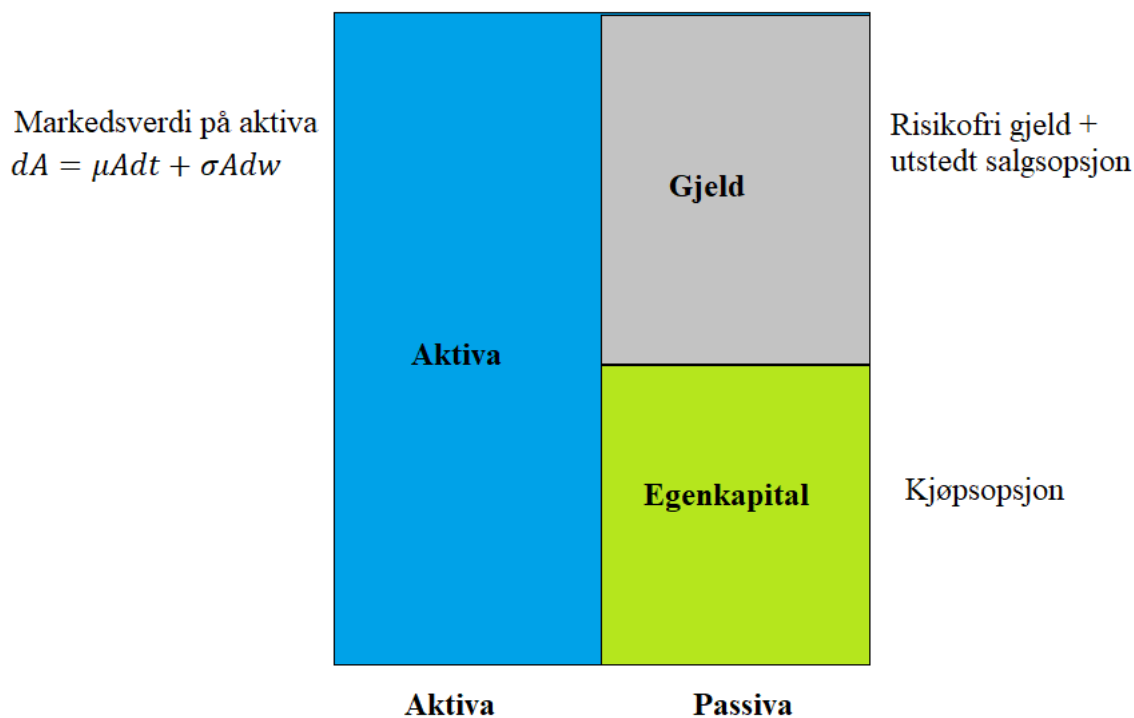 Markedsverdi på aktiva
dA = μAdt + σAdw
Gjeld
Risikofri gjeld +
utstedt salgsopsjon
Aktiva
Egenkapital
Kjøpsopsjon
Aktiva
Passiva